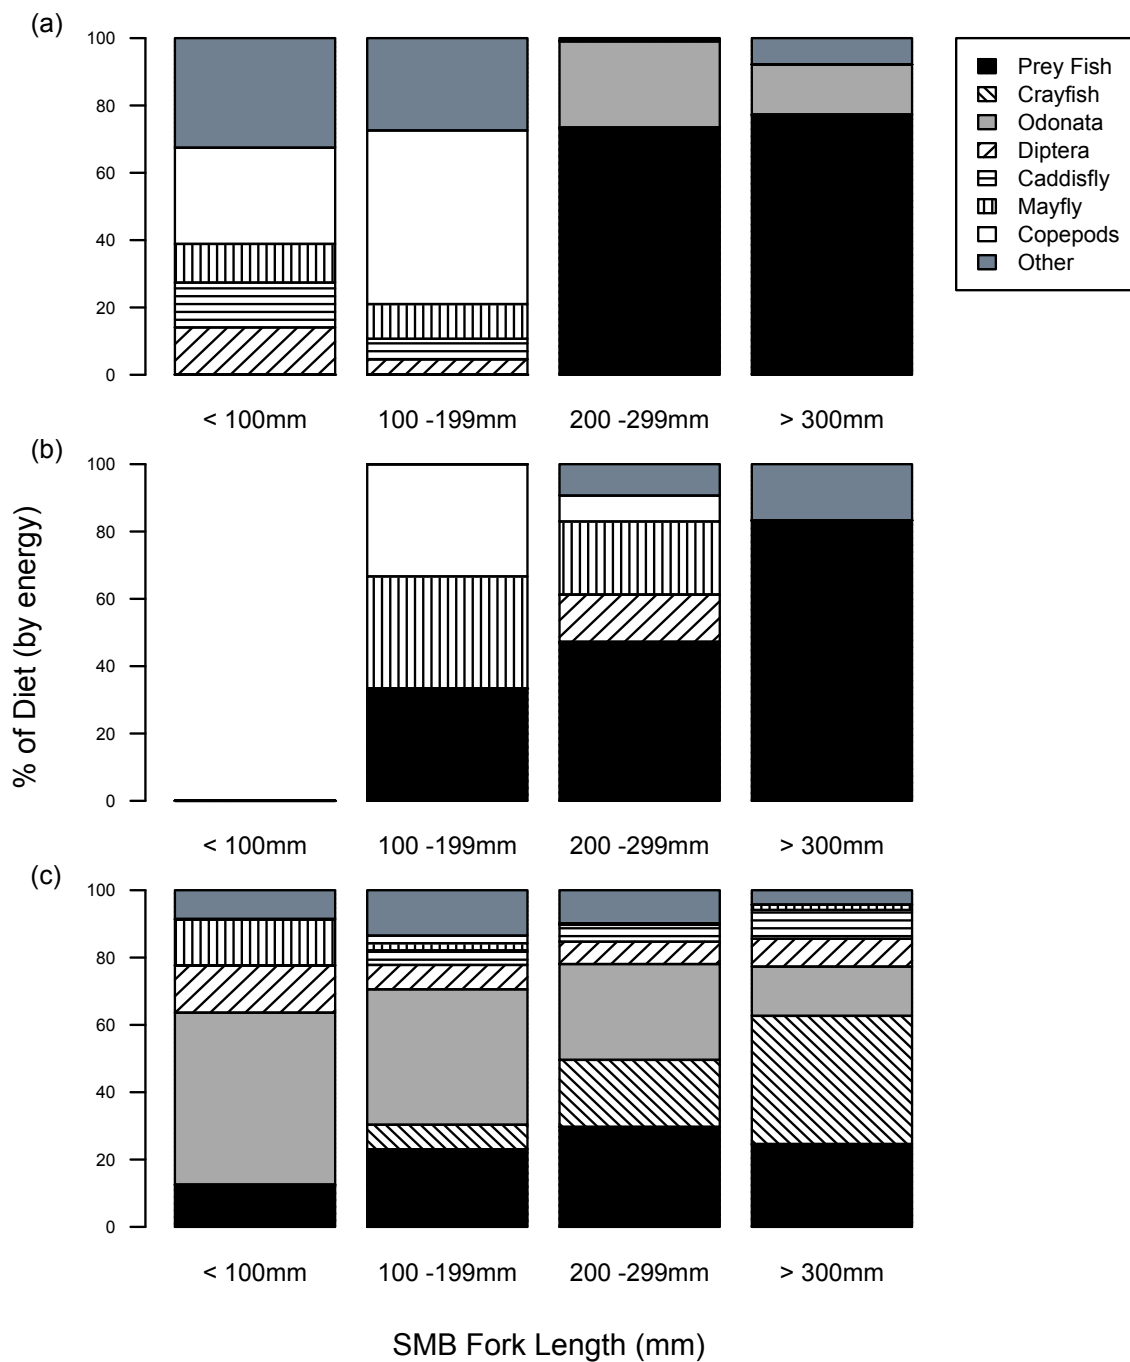 (a)
100
80
60
40
20
0
< 100mm
100 -199mm
200 -299mm
> 300mm
Prey Fish
Crayfish
Odonata
Diptera
Caddisfly
Mayfly
Copepods
Other
(b)
100
80
60
40
20
0
< 100mm
100 -199mm
200 -299mm
> 300mm
% of Diet (by energy)
(c)
100
80
60
40
20
0
< 100mm
100 -199mm
200 -299mm
> 300mm
SMB Fork Length (mm)